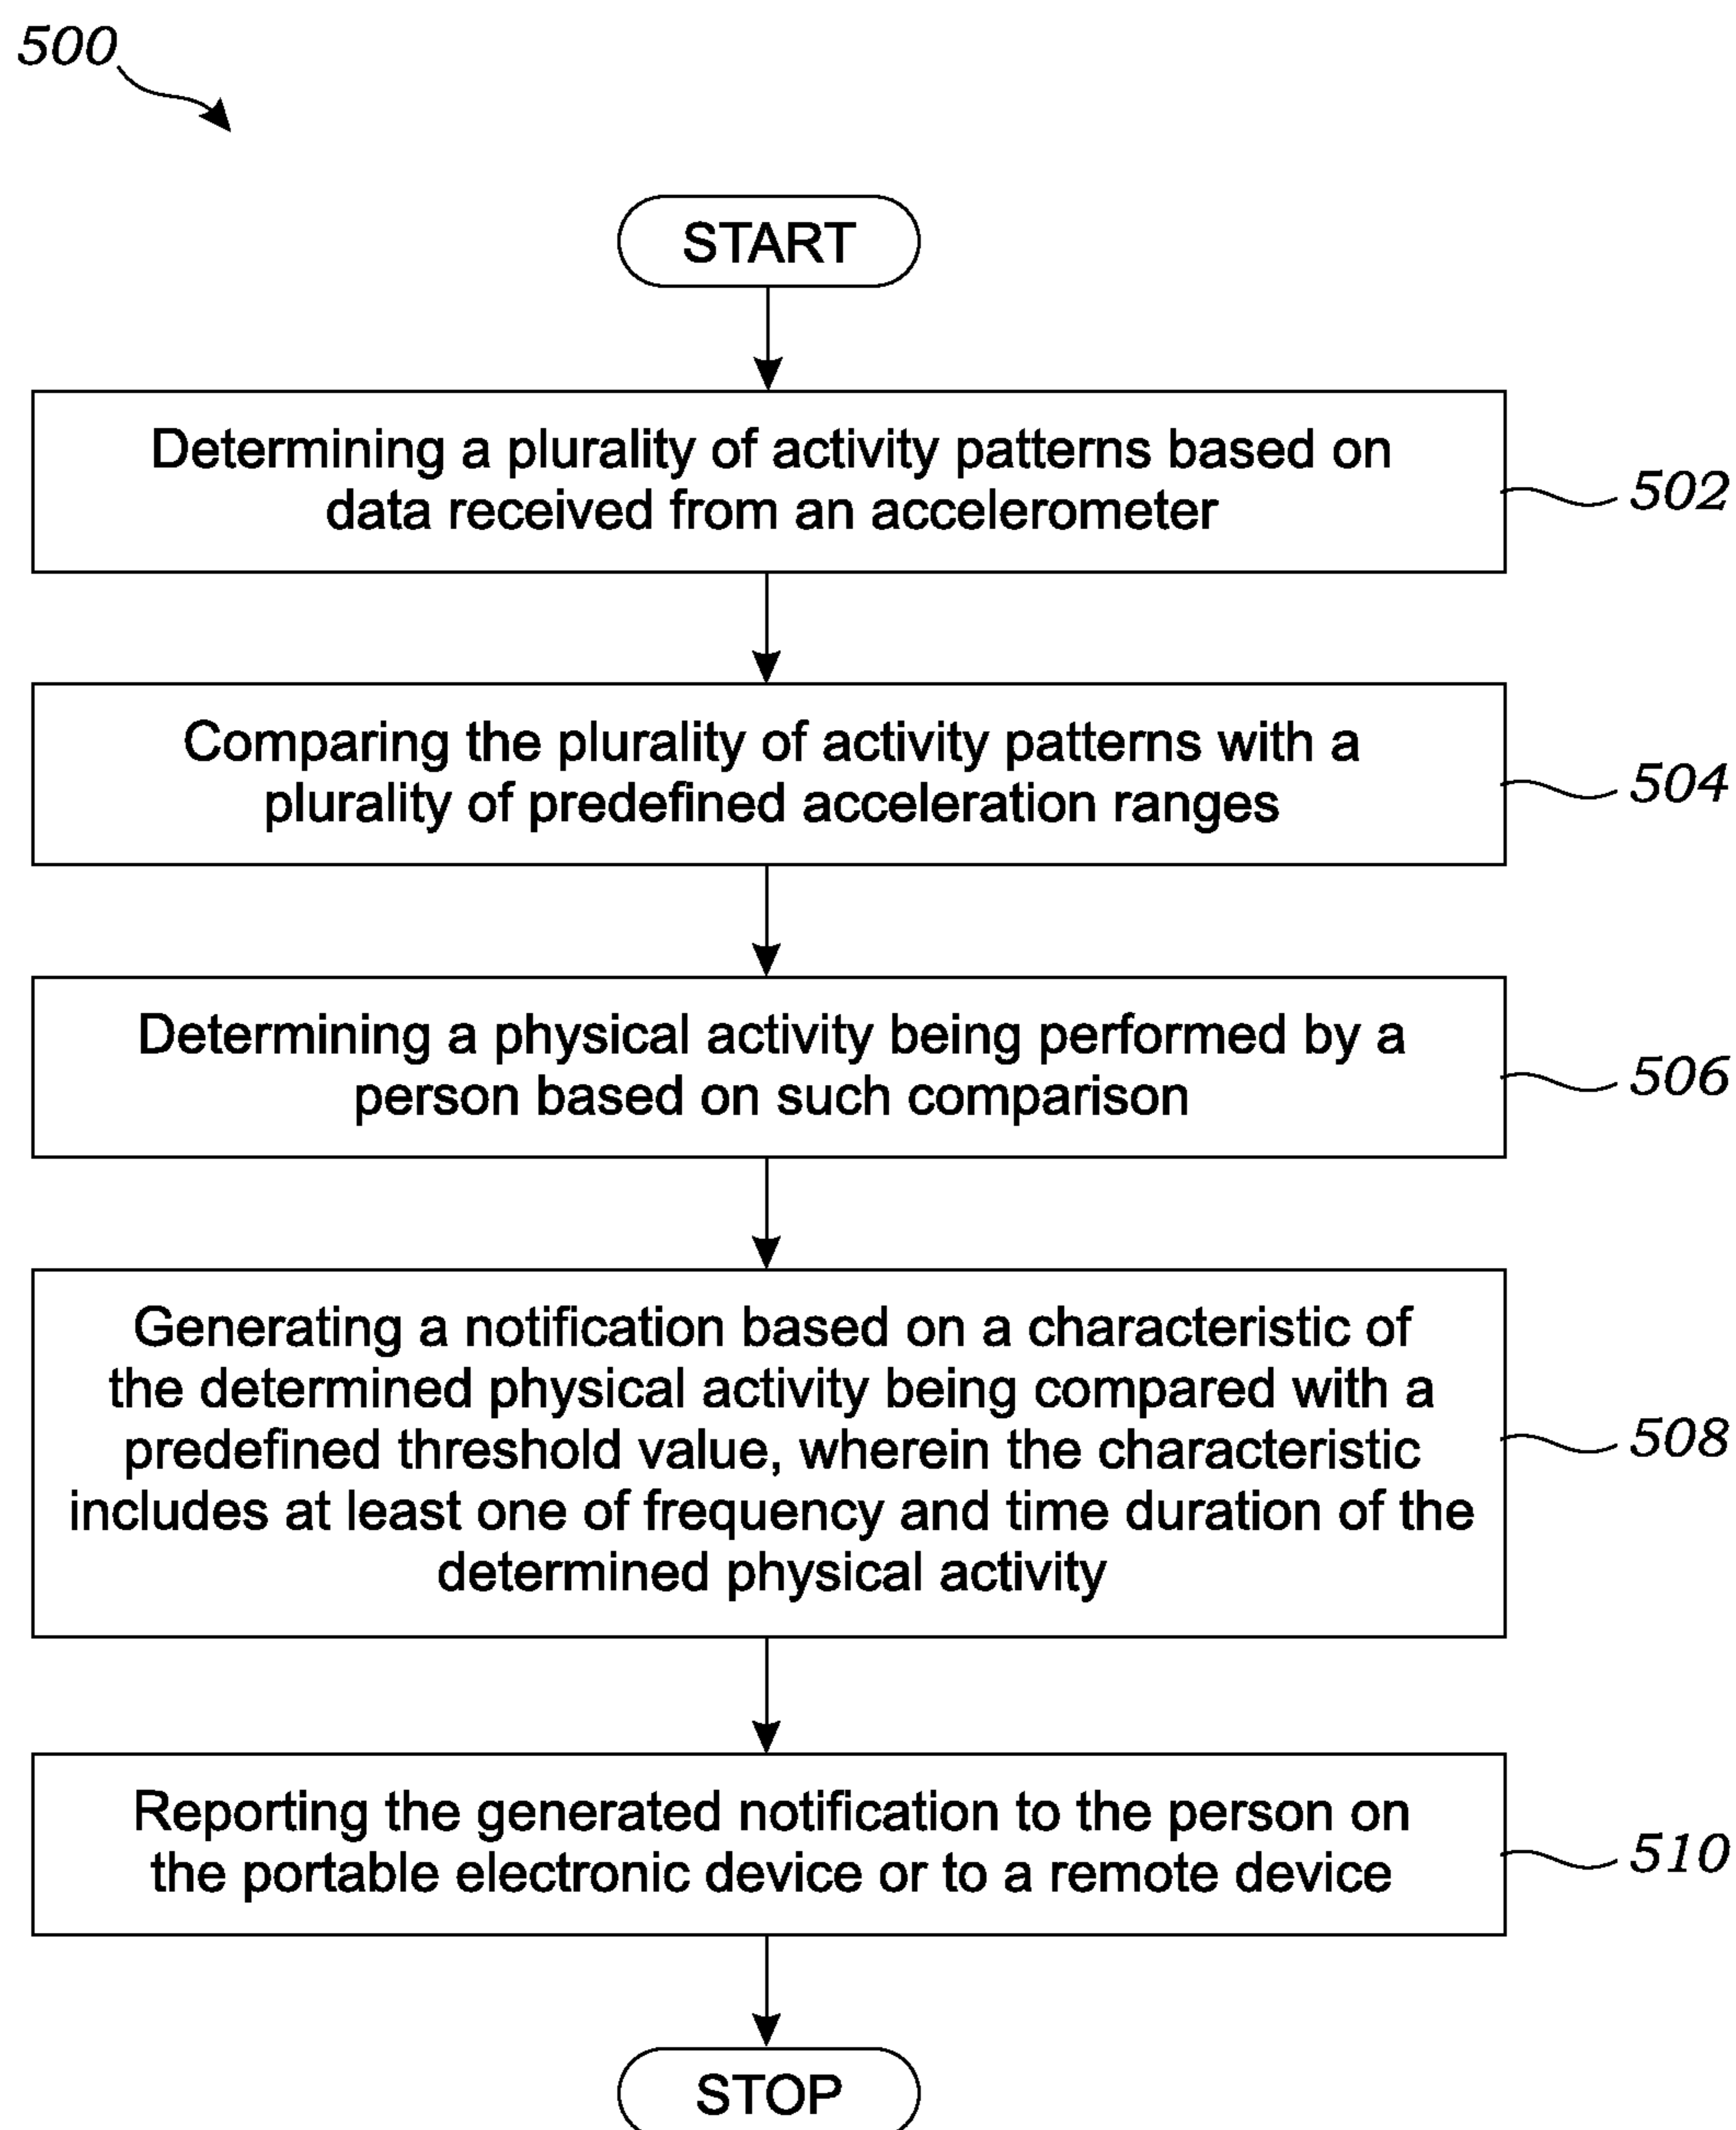 500
START
Determining a plurality of activity patterns based on
data received from an accelerometer
502
Comparing the plurality of activity patterns with a
plurality of predefined acceleration ranges
504
Determining a physical activity being performed by a
person based on such comparison
506
Generating a notification based on a characteristic of
the determined physical activity being compared with a
predefined threshold value, wherein the characteristic
includes at least one of frequency and time duration of the
determined physical activity
508
Reporting the generated notification to the person on
the portable electronic device or to a remote device
510
STOP